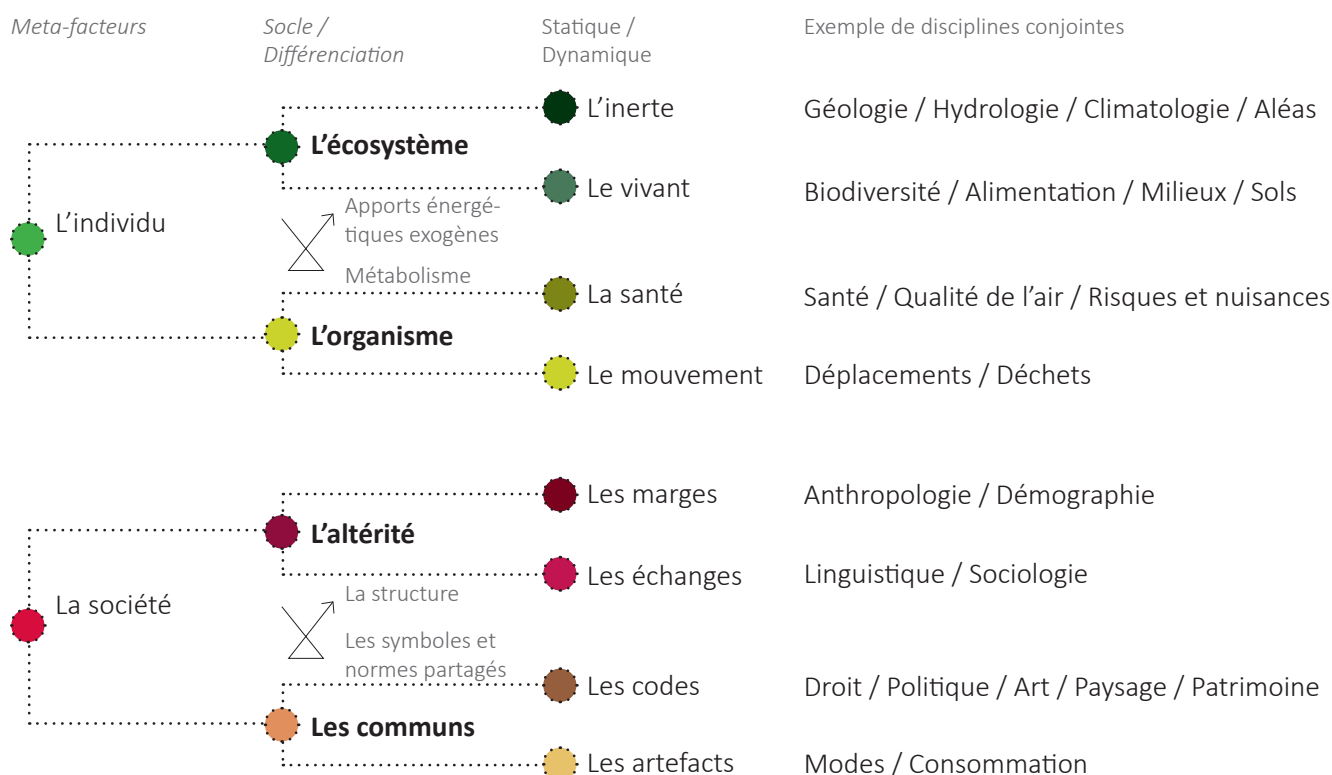 Meta-facteurs
Socle /
Différenciation
Statique /
Dynamique
Exemple de disciplines conjointes
L’inerte
Géologie / Hydrologie / Climatologie / Aléas
L’écosystème
Le vivant
Biodiversité / Alimentation / Milieux / Sols
L’individu
Apports énergé-
tiques exogènes
Métabolisme
La santé
Santé / Qualité de l’air / Risques et nuisances
L’organisme
Le mouvement
Déplacements / Déchets
Les marges
Anthropologie / Démographie
L’altérité
Les échanges
Linguistique / Sociologie
La société
La structure
Les symboles et
normes partagés
Les codes
Droit / Politique / Art / Paysage / Patrimoine
Les communs
Les artefacts
Modes / Consommation